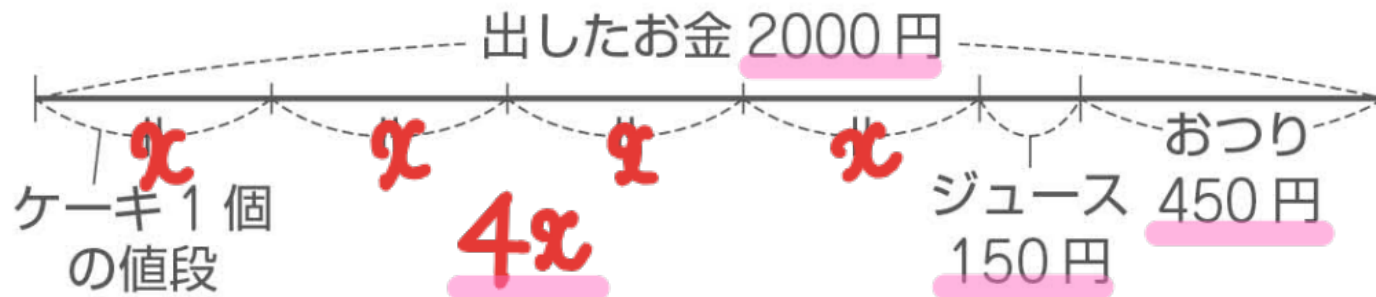 出したお金 2000 円
x x x x
ケーキ 1 個
の値段
4x
ジュース
150 円
おつり
450 円